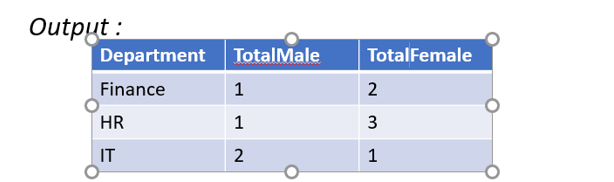 Output :
Department TotalMale TotalFemale
Finance 1 2
HR 1 3
IT 2 1